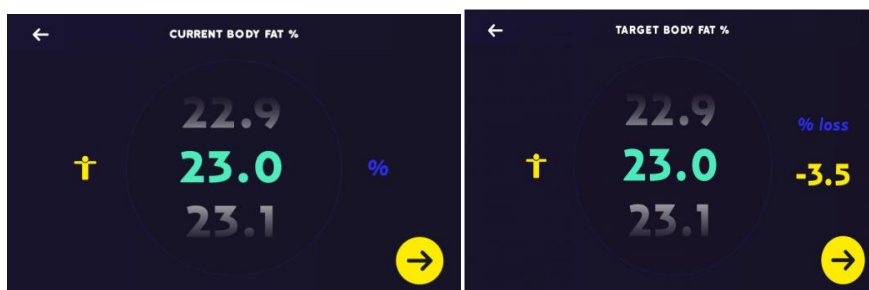 CURRENT BODY FAT %
22.9
23.0
%
23.1
TARGET BODY FAT %
22.9
% loss
23.0
-3.5
23.1